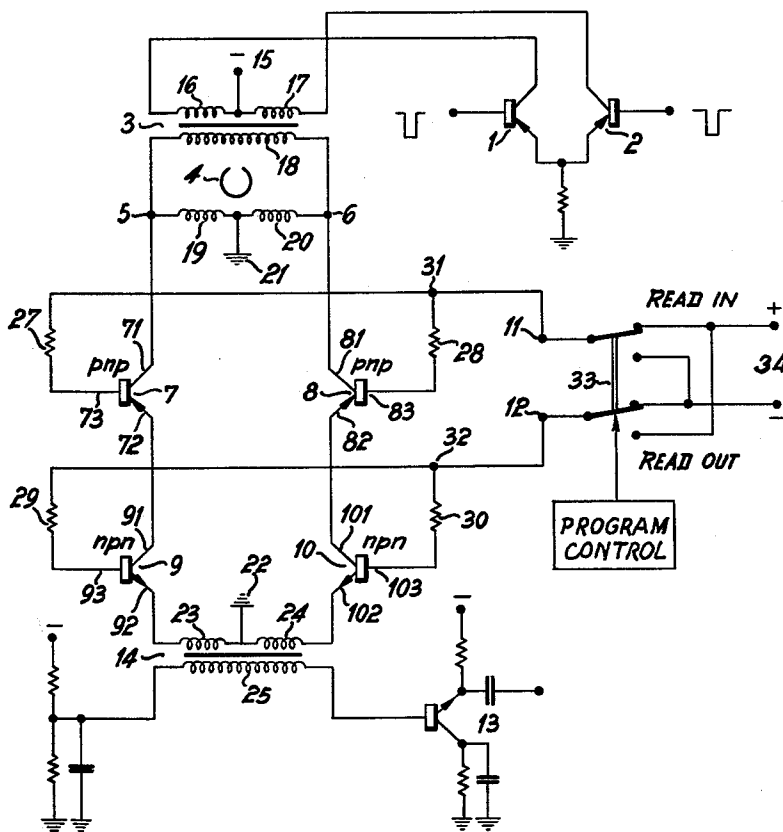 − 15
16 17
3
18
1 2
4
5 6
19 20
21
31
READ IN
27 71 81 11 +
pnp pnp 28 33 34
73 7 8 83
12 −
72 82
32
READ OUT
29 91 101 30
npn npn
PROGRAM
CONTROL
93 9 10 103
22
92 102
− 23 24 −
14
25
13